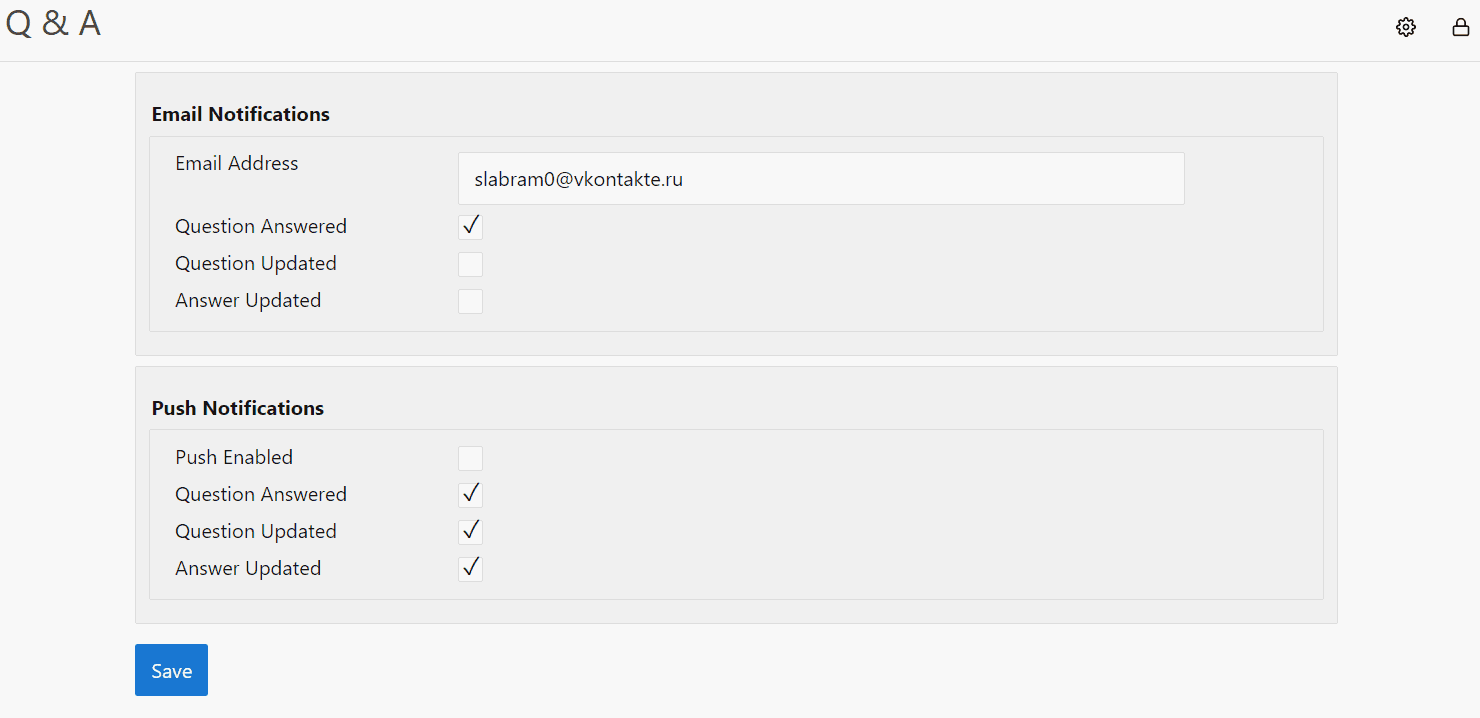 Q & A
Email Notifications
Email Address
slabram0@vkontakte.ru
Question Answered
Question Updated
Answer Updated
Push Notifications
Push Enabled
Question Answered
Question Updated
Answer Updated
Save